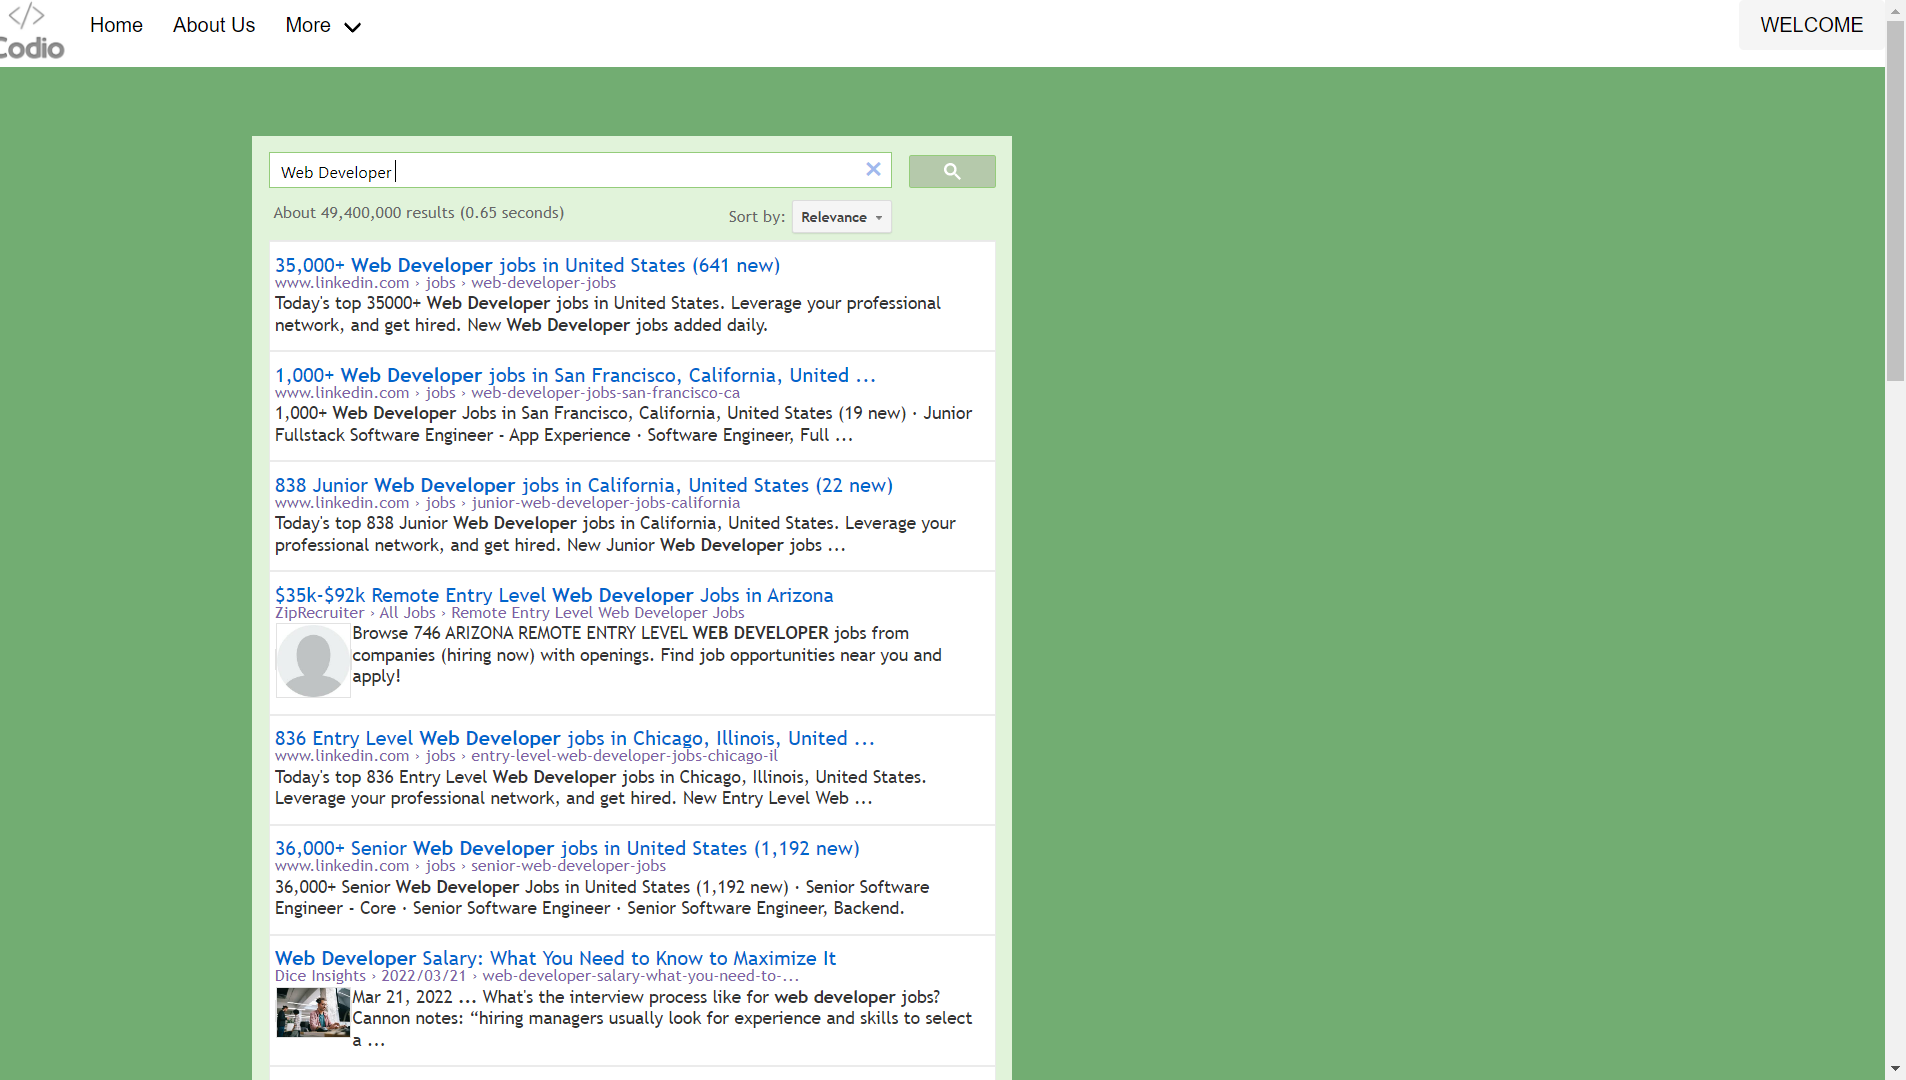 </>
Codio
Home About Us More
WELCOME
Web Developer
About 49,400,000 results (0.65 seconds)
Sort by: Relevance
35,000+ Web Developer jobs in United States (641 new)
www.linkedin.com › jobs › web-developer-jobs
Today's top 35000+ Web Developer jobs in United States. Leverage your professional
network, and get hired. New Web Developer jobs added daily.
1,000+ Web Developer jobs in San Francisco, California, United ...
www.linkedin.com › jobs › web-developer-jobs-san-francisco-ca
1,000+ Web Developer Jobs in San Francisco, California, United States (19 new) · Junior
Fullstack Software Engineer - App Experience · Software Engineer, Full ...
838 Junior Web Developer jobs in California, United States (22 new)
www.linkedin.com › jobs › junior-web-developer-jobs-california
Today's top 838 Junior Web Developer jobs in California, United States. Leverage your
professional network, and get hired. New Junior Web Developer jobs ...
$35k-$92k Remote Entry Level Web Developer Jobs in Arizona
ZipRecruiter › All Jobs › Remote Entry Level Web Developer Jobs
Browse 746 ARIZONA REMOTE ENTRY LEVEL WEB DEVELOPER jobs from
companies (hiring now) with openings. Find job opportunities near you and
apply!
836 Entry Level Web Developer jobs in Chicago, Illinois, United ...
www.linkedin.com › jobs › entry-level-web-developer-jobs-chicago-il
Today's top 836 Entry Level Web Developer jobs in Chicago, Illinois, United States.
Leverage your professional network, and get hired. New Entry Level Web ...
36,000+ Senior Web Developer jobs in United States (1,192 new)
www.linkedin.com › jobs › senior-web-developer-jobs
36,000+ Senior Web Developer Jobs in United States (1,192 new) · Senior Software
Engineer - Core · Senior Software Engineer · Senior Software Engineer, Backend.
Web Developer Salary: What You Need to Know to Maximize It
Dice Insights › 2022/03/21 › web-developer-salary-what-you-need-to-...
Mar 21, 2022 ... What's the interview process like for web developer jobs?
Cannon notes: “hiring managers usually look for experience and skills to select
a ...